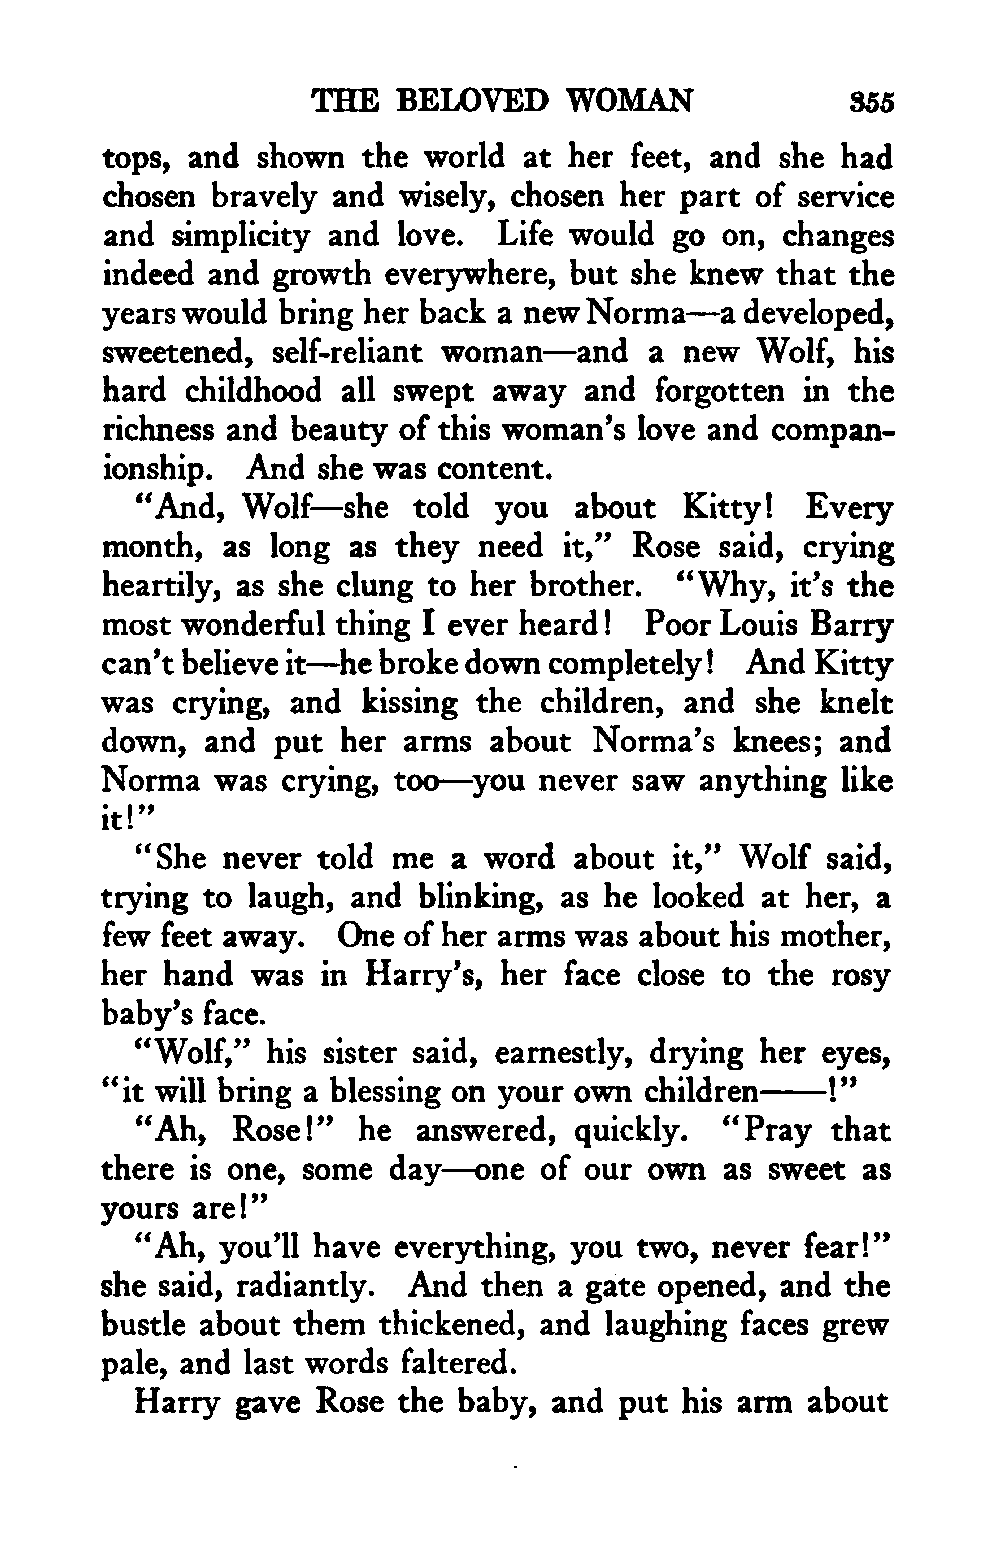 THE BELOVED WOMAN 355
tops, and shown the world at her feet, and she had
chosen bravely and wisely, chosen her part of service
and simplicity and love. Life would go on, changes
indeed and growth everywhere, but she knew that the
years would bring her back a new Norma—a developed,
sweetened, self-reliant woman—and a new Wolf, his
hard childhood all swept away and forgotten in the
richness and beauty of this woman's love and compan-
ionship. And she was content.
"And, Wolf—she told you about Kitty! Every
month, as long as they need it," Rose said, crying
heartily, as she clung to her brother. "Why, it's the
most wonderful thing I ever heard! Poor Louis Barry
can't believe it—he broke down completely! And Kitty
was crying, and kissing the children, and she knelt
down, and put her arms about Norma's knees; and
Norma was crying, too—you never saw anything like
it!"
"She never told me a word about it," Wolf said,
trying to laugh, and blinking, as he looked at her, a
few feet away. One of her arms was about his mother,
her hand was in Harry's, her face close to the rosy
baby's face.
"Wolf," his sister said, earnestly, drying her eyes,
"it will bring a blessing on your own children——!"
"Ah, Rose!" he answered, quickly. "Pray that
there is one, some day—one of our own as sweet as
yours are!"
"Ah, you'll have everything, you two, never fear!"
she said, radiantly. And then a gate opened, and the
bustle about them thickened, and laughing faces grew
pale, and last words faltered.
Harry gave Rose the baby, and put his arm about